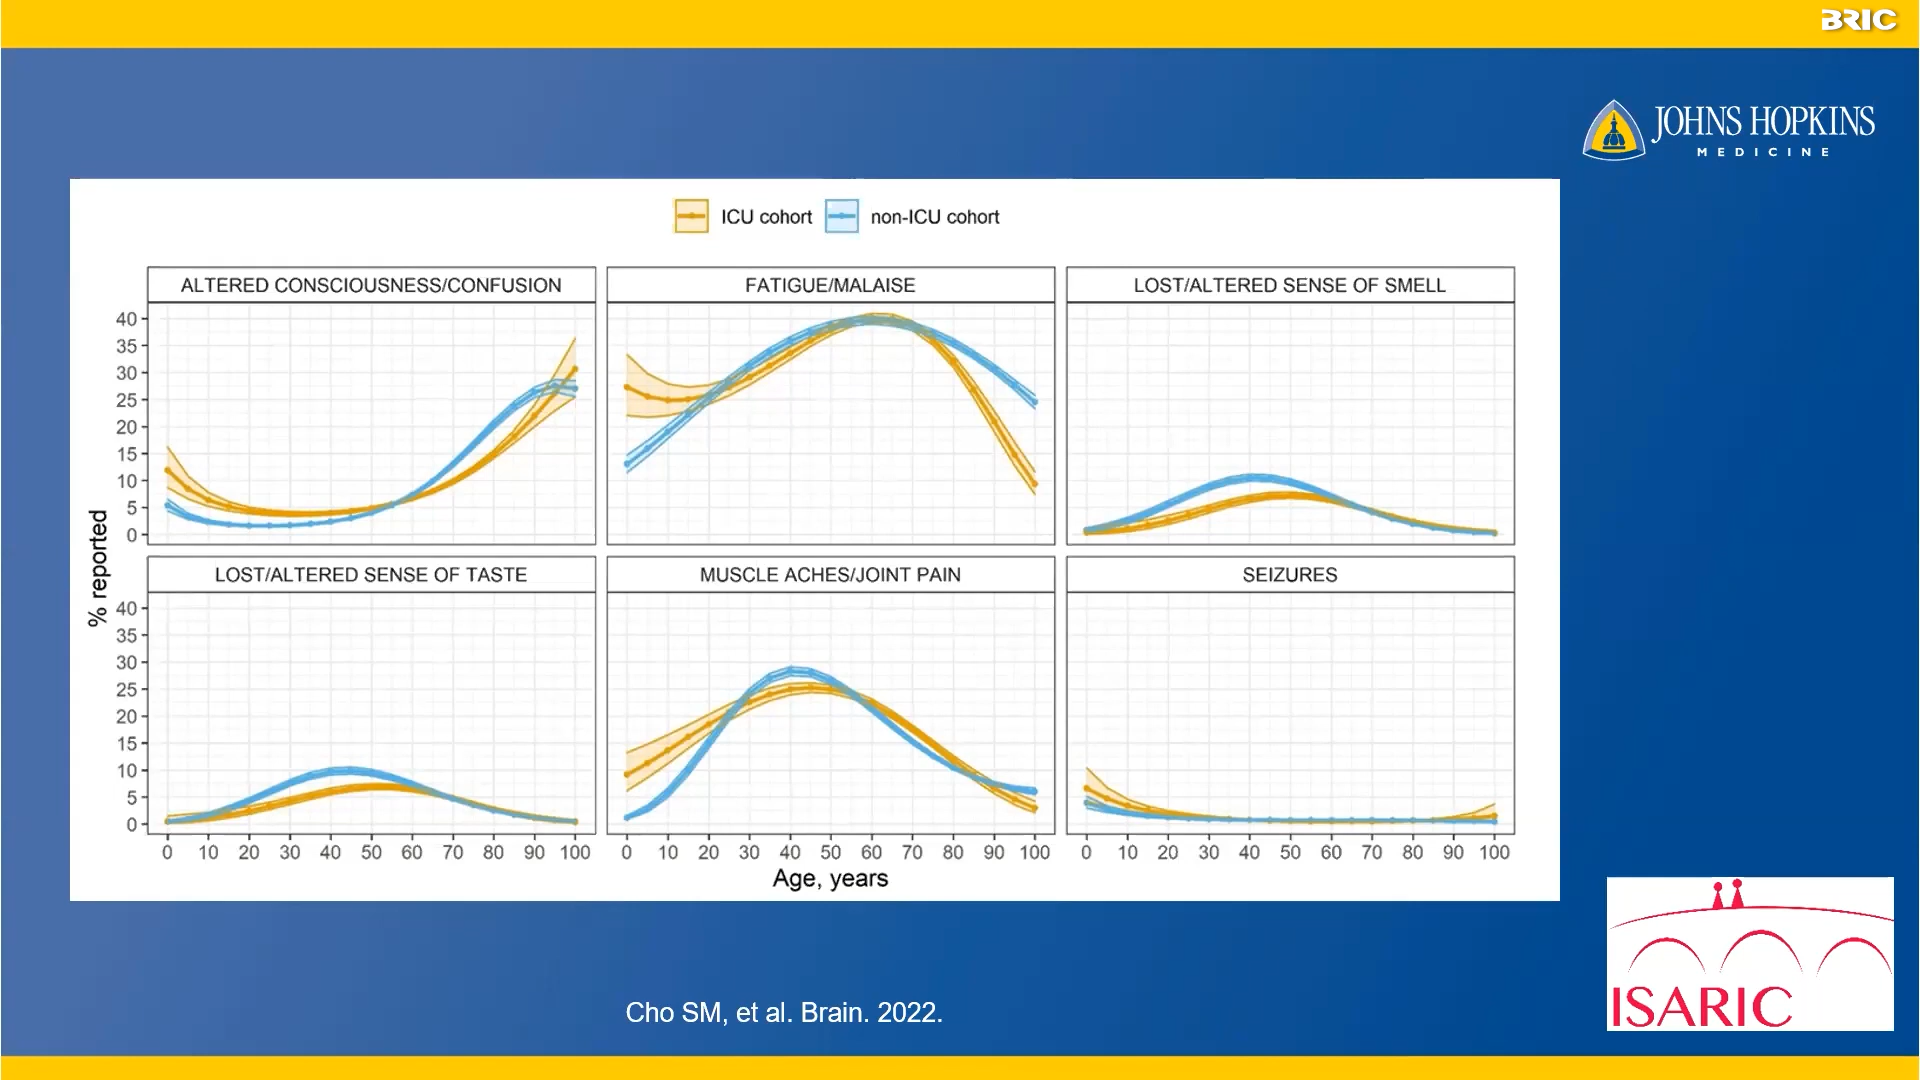 BRIC
JOHNS HOPKINS
MEDICINE
ICU cohort non-ICU cohort
ALTERED CONSCIOUSNESS/CONFUSION
FATIGUE/MALAISE
LOST/ALTERED SENSE OF SMELL
40
35
30
25
20
15
10
5
0
LOST/ALTERED SENSE OF TASTE
MUSCLE ACHES/JOINT PAIN
SEIZURES
40
35
30
25
20
15
10
5
0
% reported
0 10 20 30 40 50 60 70 80 90 100
0 10 20 30 40 50 60 70 80 90 100
0 10 20 30 40 50 60 70 80 90 100
Age, years
Cho SM, et al. Brain. 2022.
ISARIC